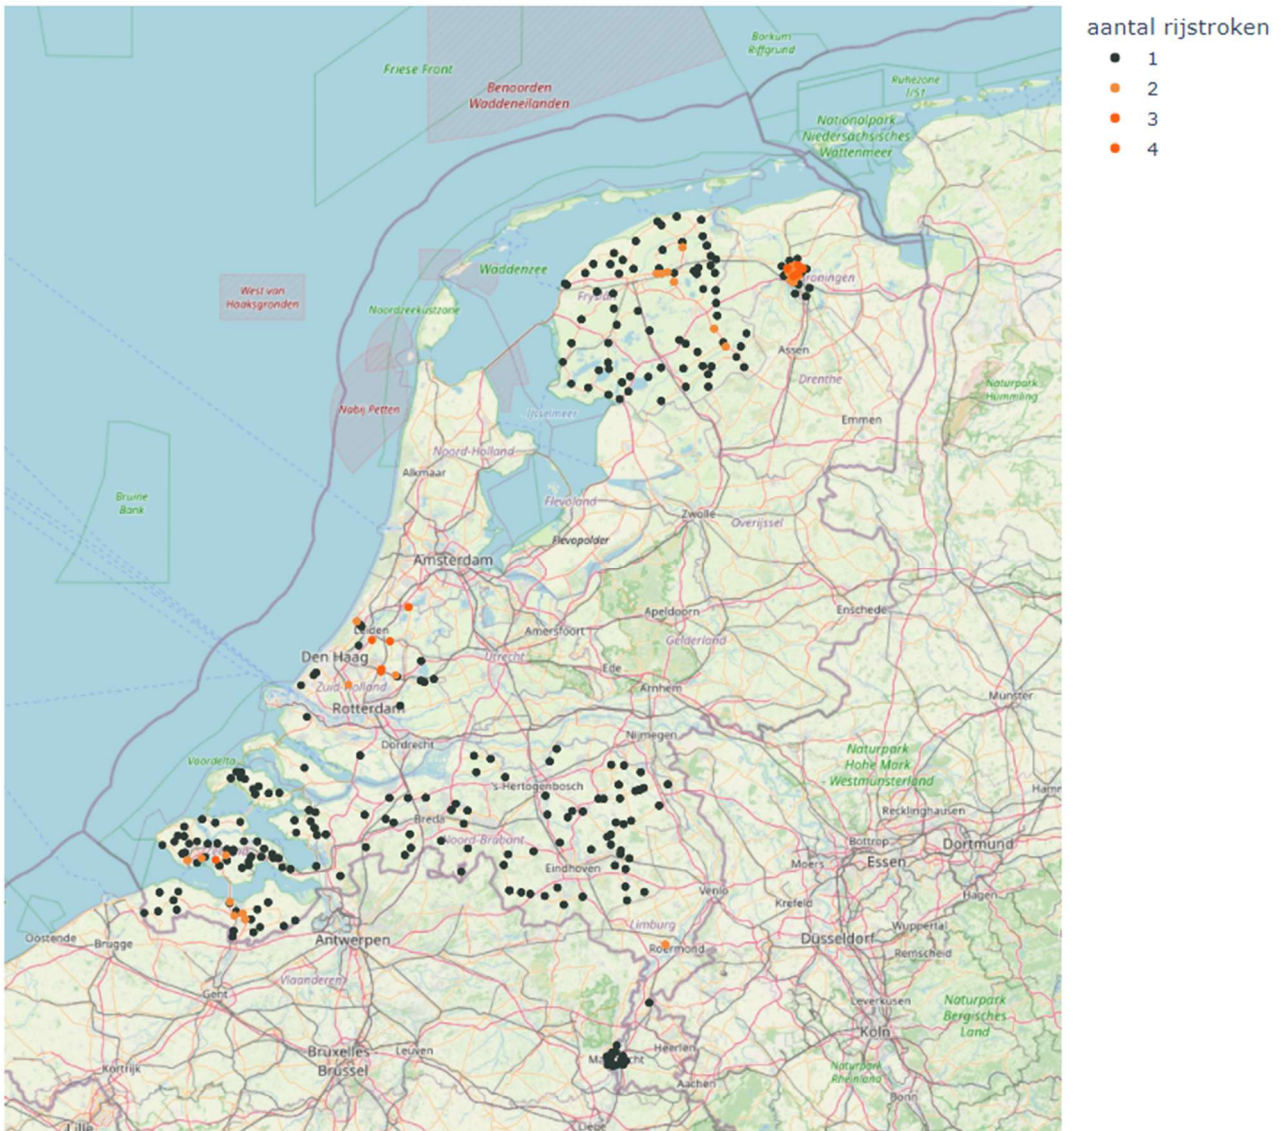 aantal rijstroken
1
2
3
4
Borkum
Riffgrund
Friese Front
Benoorden
Waddeneilanden
Nationalpark
Niedersächsisches
Wattenmeer
Waddenzee
West van
Haaksgronden
Noordzeekustzone
Groningen
Assen
Drenthe
Naturpark
Hümmling
Nabij Petten
IJsselmeer
Emmen
Noord-Holland
Alkmaar
Bruine
Bank
Flevoland
Zwolle
Overijssel
Flevopolder
Amsterdam
Apeldoorn
Enschede
Leiden
Amersfoort
Gelderland
Den Haag
Utrecht
Ede
Arnhem
Zuid-Holland
Münster
Rotterdam
Nijmegen
Dordrecht
Voordelta
Naturpark
Hohe Mark
Westmünsterland
's-Hertogenbosch
Hamm
Recklinghausen
Breda
Noord-Brabant
Bottrop
Dortmund
Essen
Moers
Eindhoven
Venlo
Krefeld
Hagen
Limburg
Wuppertal
Oostende
Brugge
Antwerpen
Roermond
Düsseldorf
Remscheid
Vlaanderen
Gent
Leverkusen
Naturpark
Bergisches
Land
Köln
Bruxelles -
Brussel
Leuven
Heerlen
Kortrijk
Aachen
Naturpark
Rheinland
Bonn
Lille
Liège